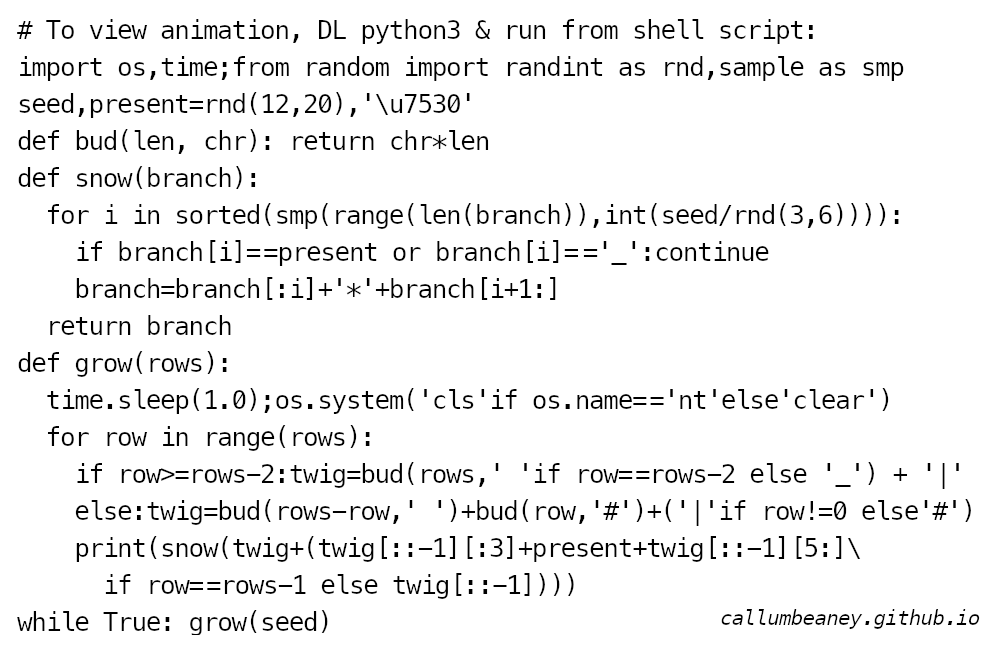 # To view animation, DL python3 & run from shell script:
import os,time;from random import randint as rnd,sample as smp
seed,present=rnd(12,20),'\u7530'
def bud(len, chr): return chr*len
def snow(branch):
  for i in sorted(smp(range(len(branch)),int(seed/rnd(3,6)))):
    if branch[i]==present or branch[i]=='_':continue
    branch=branch[:i]+'*'+branch[i+1:]
  return branch
def grow(rows):
  time.sleep(1.0);os.system('cls'if os.name=='nt'else'clear')
  for row in range(rows):
    if row>=rows-2:twig=bud(rows,' 'if row==rows-2 else '_') + '|'
    else:twig=bud(rows-row,' ')+bud(row,'#')+('|'if row!=0 else'#')
    print(snow(twig+(twig[::-1][:3]+present+twig[::-1][5:]\
      if row==rows-1 else twig[::-1])))
while True: grow(seed)
callumbeaney.github.io